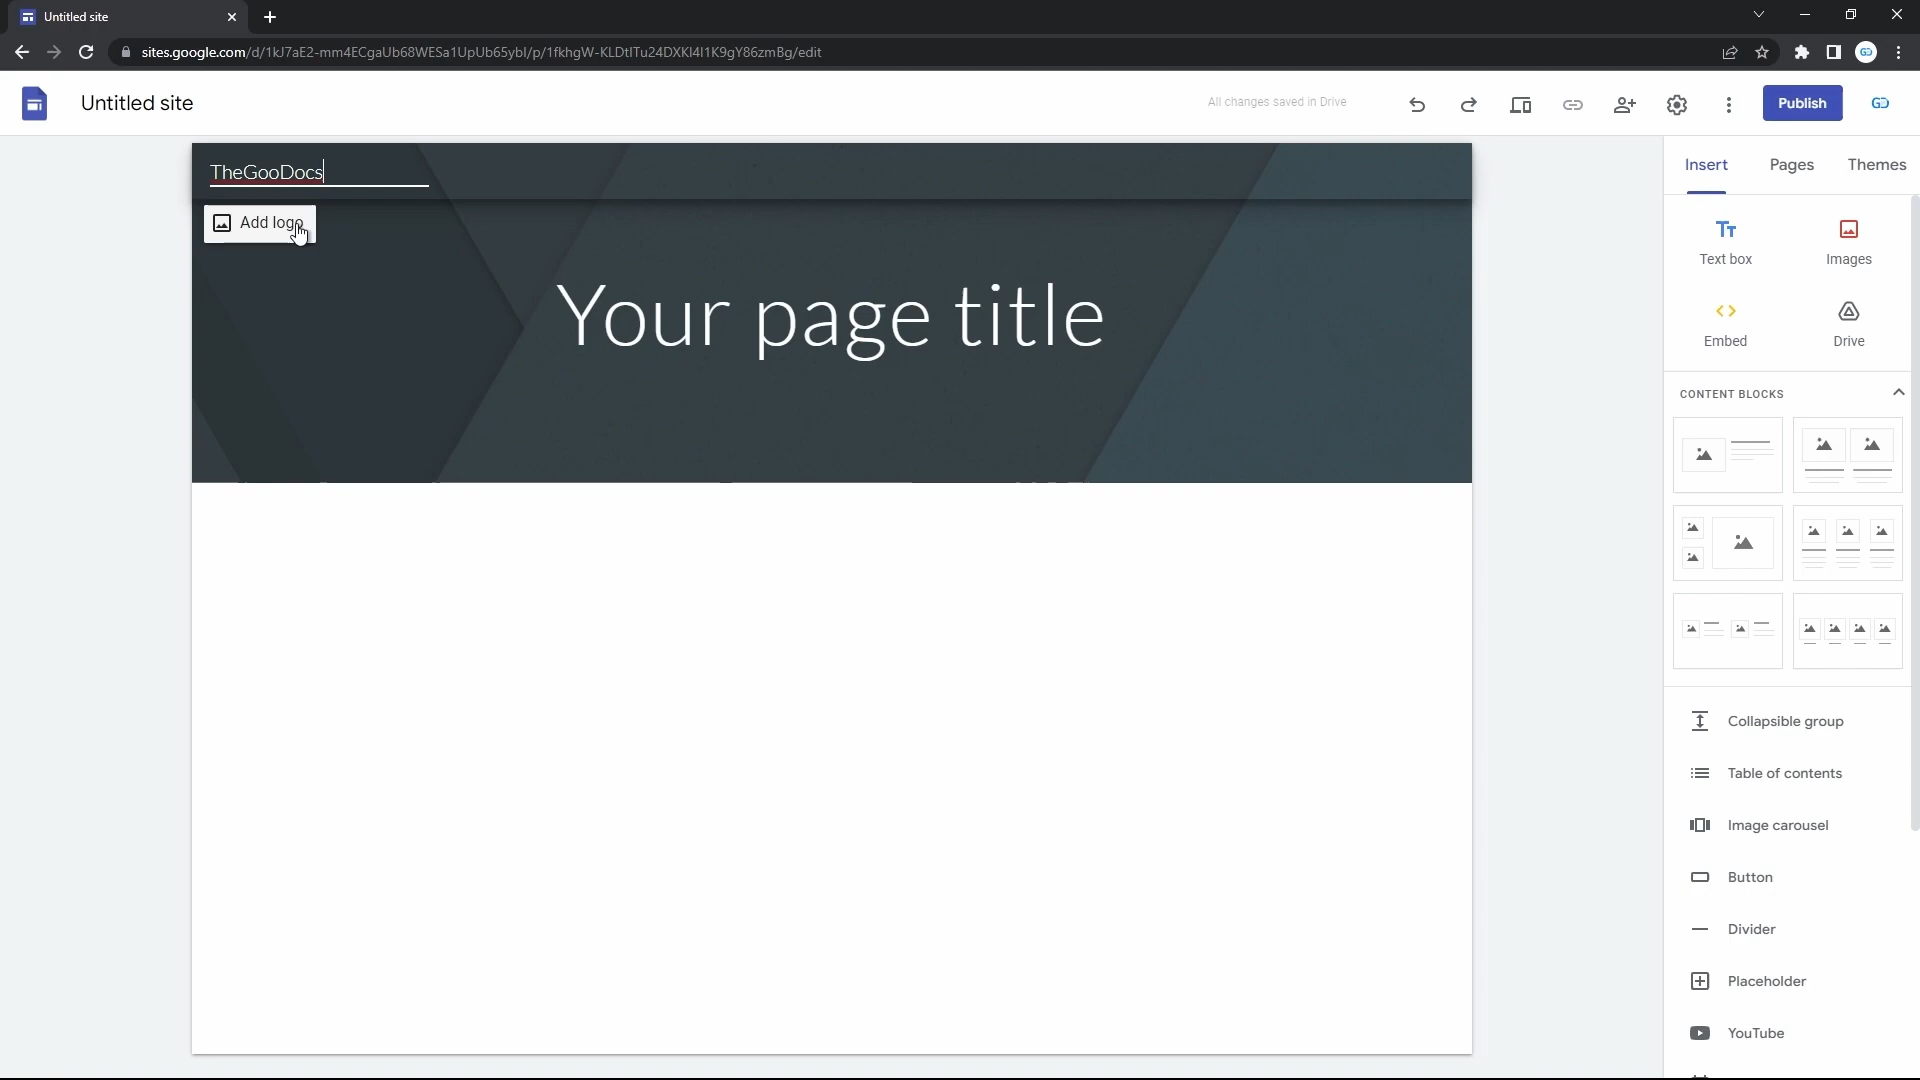 Untitled site
sites.google.com/d/1kJ7aE2-mm4ECgaUb68WESa1UpUb65ybl/p/1fkhgW-KLDtlTu24DXKl4l1K9gY86zmBg/edit
Untitled site
All changes saved in Drive
Publish
GD
TheGooDocs
Add logo
Your page title
Insert
Pages
Themes
Text box
Images
Embed
Drive
CONTENT BLOCKS
Collapsible group
Table of contents
Image carousel
Button
Divider
Placeholder
YouTube